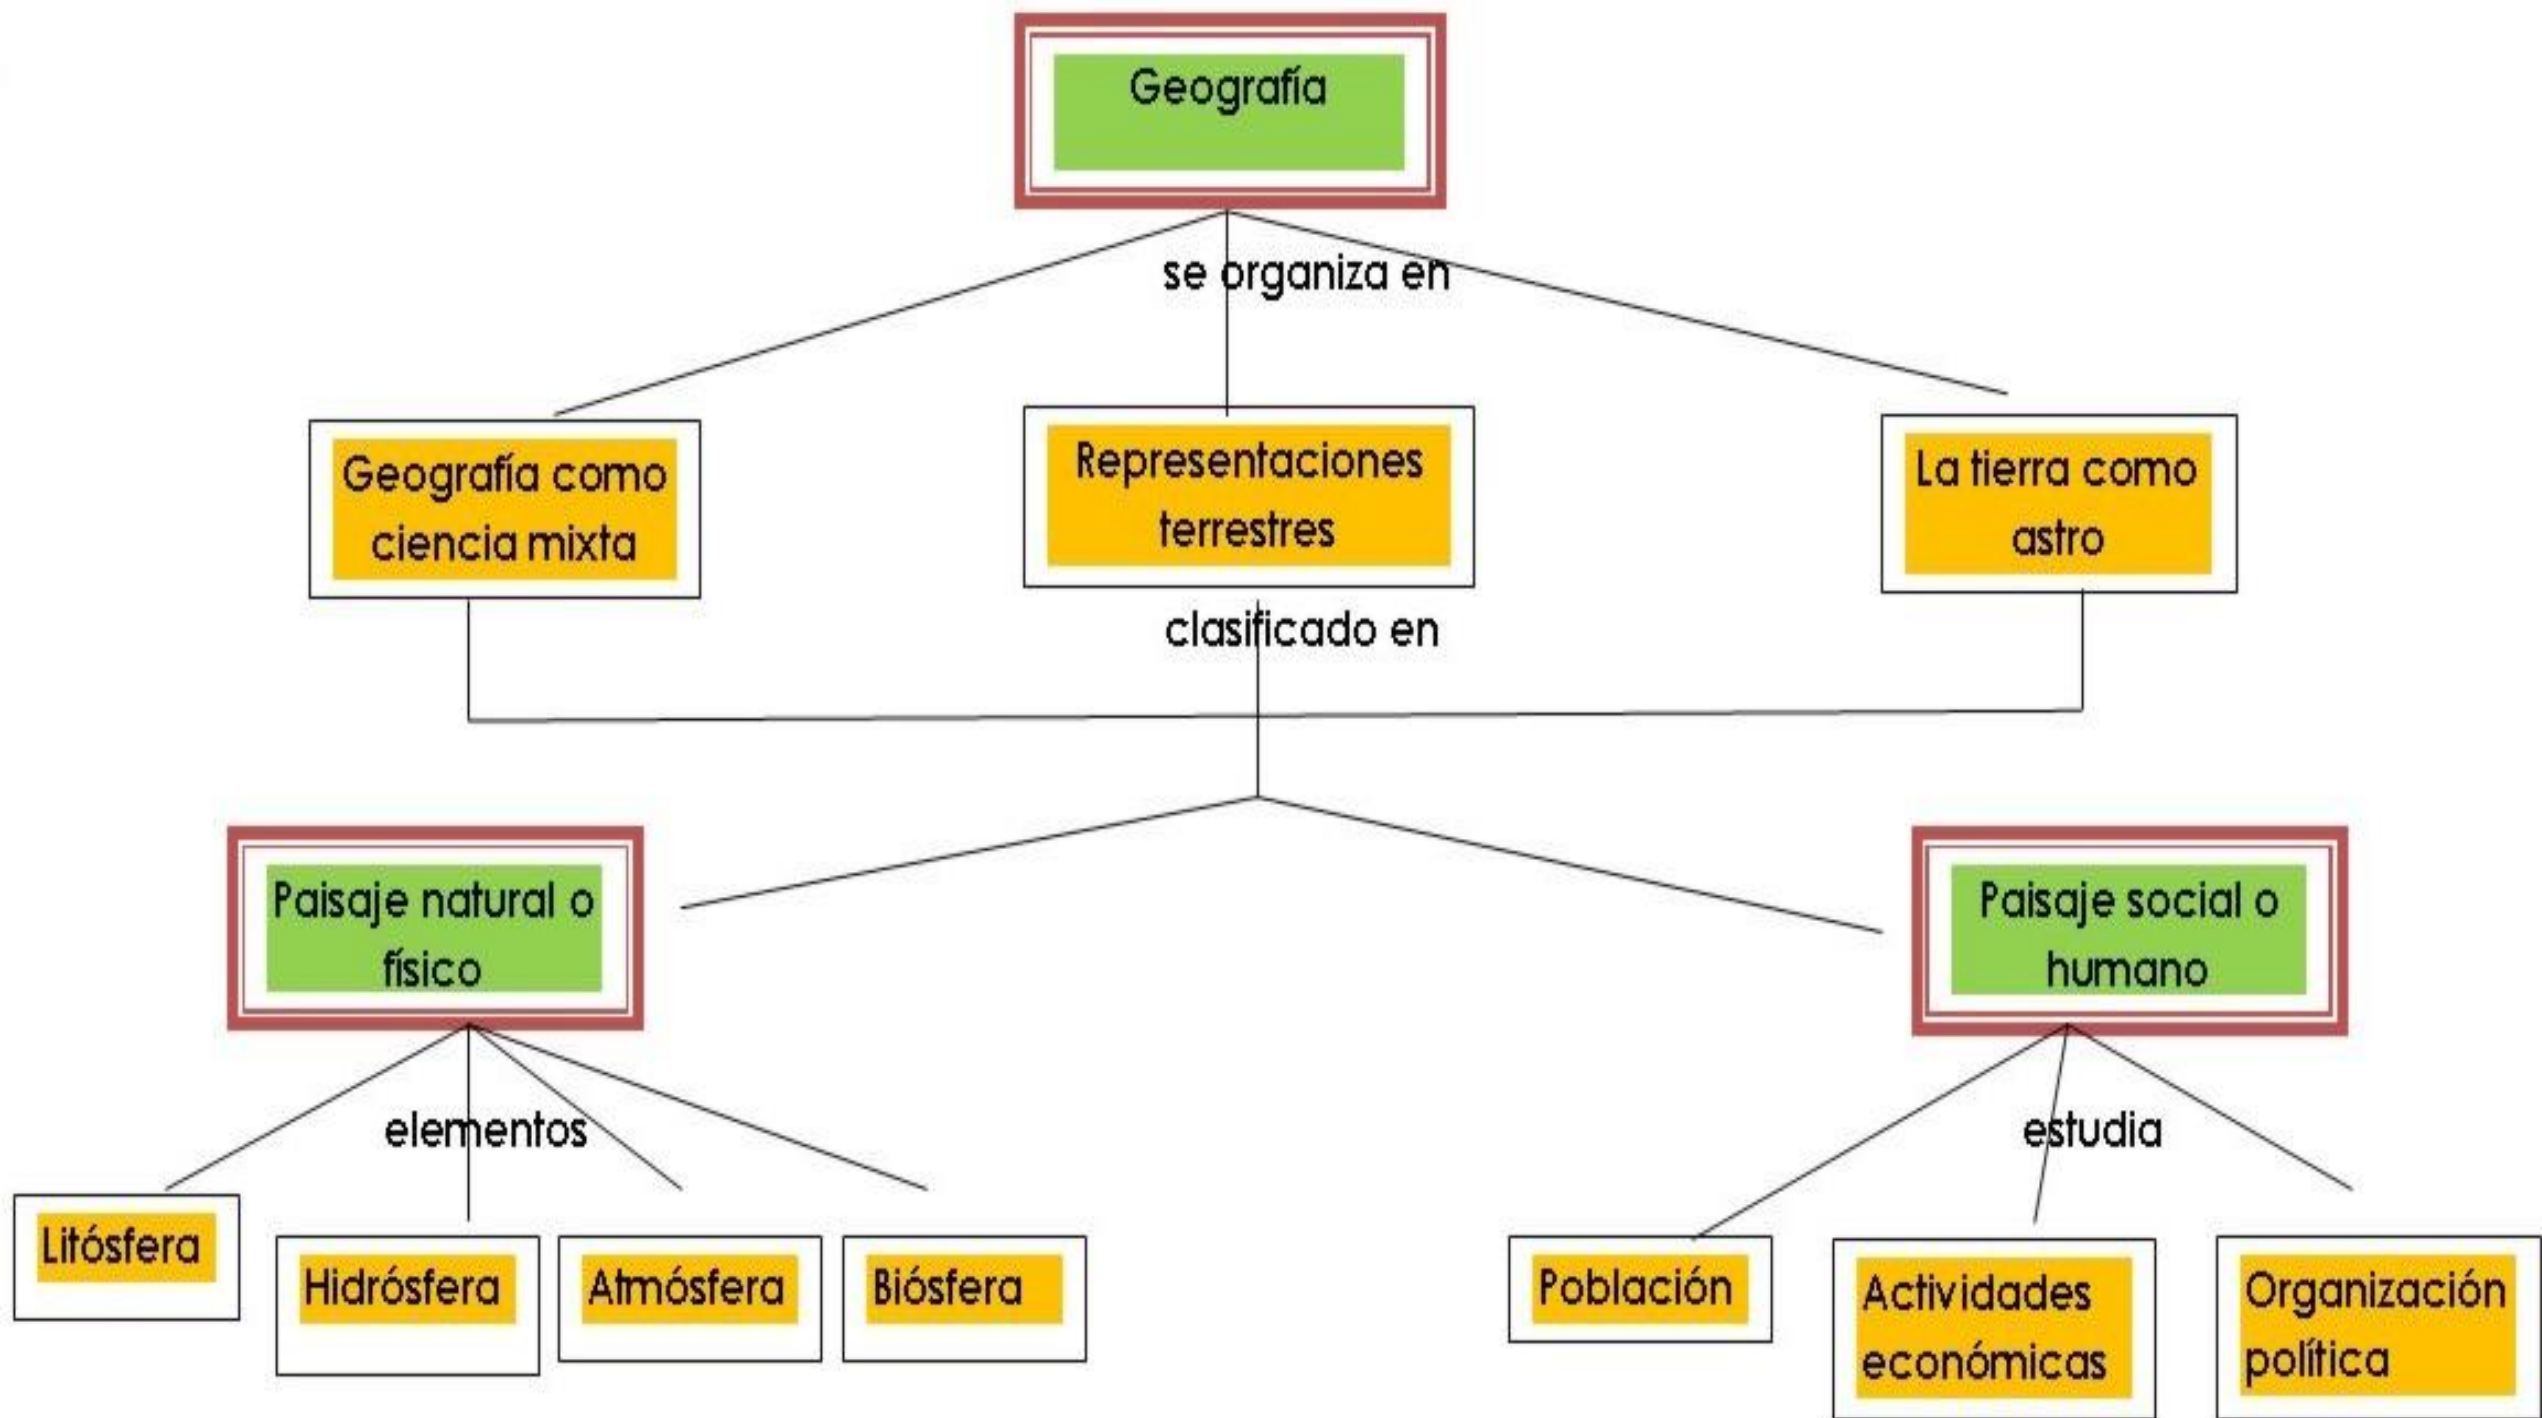 Geografía
se organiza en
Geografía como
ciencia mixta
Representaciones
terrestres
La tierra como
astro
clasificado en
Paisaje natural o
físico
Paisaje social o
humano
elementos
estudia
Litósfera
Hidrósfera
Atmósfera
Biósfera
Población
Actividades
económicas
Organización
política